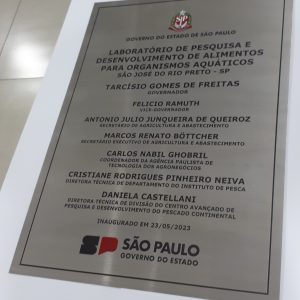 GOVERNO DO ESTADO DE SÃO PAULO
LABORATÓRIO DE PESQUISA E
DESENVOLVIMENTO DE ALIMENTOS
PARA ORGANISMOS AQUÁTICOS
SÃO JOSÉ DO RIO PRETO - SP
TARCÍSIO GOMES DE FREITAS
GOVERNADOR
FELICIO RAMUTH
VICE-GOVERNADOR
ANTONIO JULIO JUNQUEIRA DE QUEIROZ
SECRETÁRIO DE AGRICULTURA E ABASTECIMENTO
MARCOS RENATO BÖTTCHER
SECRETÁRIO EXECUTIVO DE AGRICULTURA E ABASTECIMENTO
CARLOS NABIL GHOBRIL
COORDENADOR DA AGÊNCIA PAULISTA DE
TECNOLOGIA DOS AGRONEGÓCIOS
CRISTIANE RODRIGUES PINHEIRO NEIVA
DIRETORA TÉCNICA DE DEPARTAMENTO DO INSTITUTO DE PESCA
DANIELA CASTELLANI
DIRETORA TÉCNICA DE DIVISÃO DO CENTRO AVANÇADO DE
PESQUISA E DESENVOLVIMENTO DO PESCADO CONTINENTAL
INAUGURADO EM 23/05/2023
SP SÃO PAULO
GOVERNO DO ESTADO